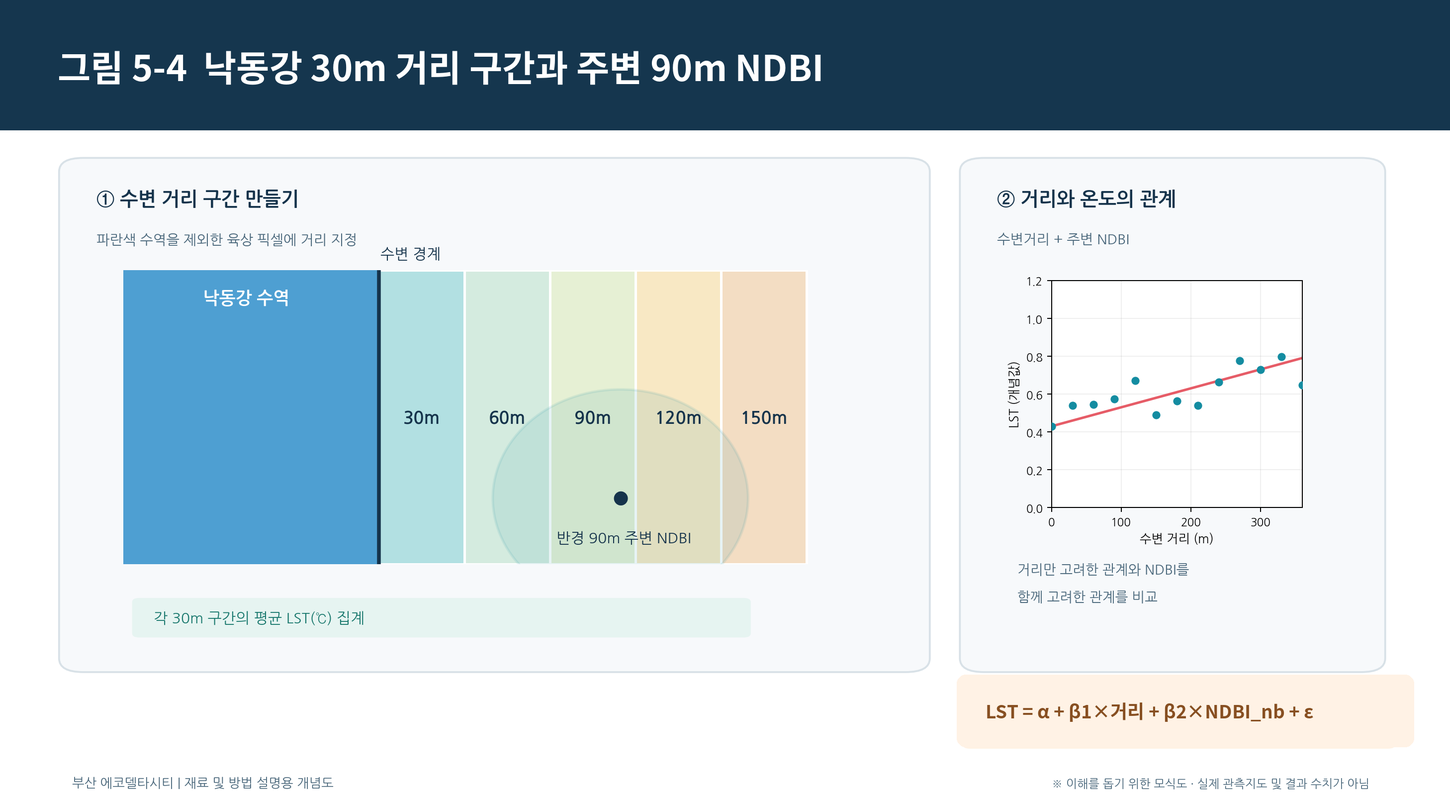 그림 5-4 낙동강 30m 거리 구간과 주변 90m NDBI
① 수변 거리 구간 만들기
파란색 수역을 제외한 육상 픽셀에 거리 지정
수변 경계
낙동강 수역
30m 60m 90m 120m 150m
반경 90m 주변 NDBI
각 30m 구간의 평균 LST(℃) 집계
② 거리와 온도의 관계
수변거리 + 주변 NDBI
LST (개념값)
1.2
1.0
0.8
0.6
0.4
0.2
0.0
0 100 200 300
수변 거리 (m)
거리만 고려한 관계와 NDBI를
함께 고려한 관계를 비교
LST = α + β1×거리 + β2×NDBI_nb + ε
부산 에코델타시티 | 재료 및 방법 설명용 개념도
※ 이해를 돕기 위한 모식도 · 실제 관측지도 및 결과 수치가 아님